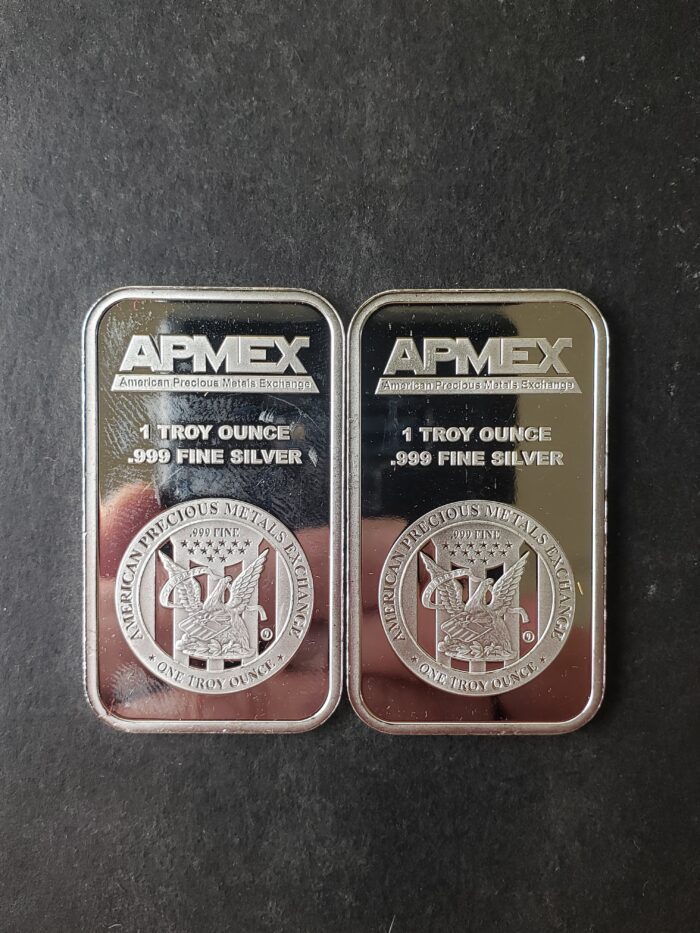 APMEX
American Precious Metals Exchange
1 TROY OUNCE
.999 FINE SILVER
AMERICAN PRECIOUS METALS EXCHANGE
.999 FINE
9
★ ONE TROY OUNCE ★
APMEX
American Precious Metals Exchange
1 TROY OUNCE
.999 FINE SILVER
AMERICAN PRECIOUS METALS EXCHANGE
.999 FINE
9
★ ONE TROY OUNCE ★